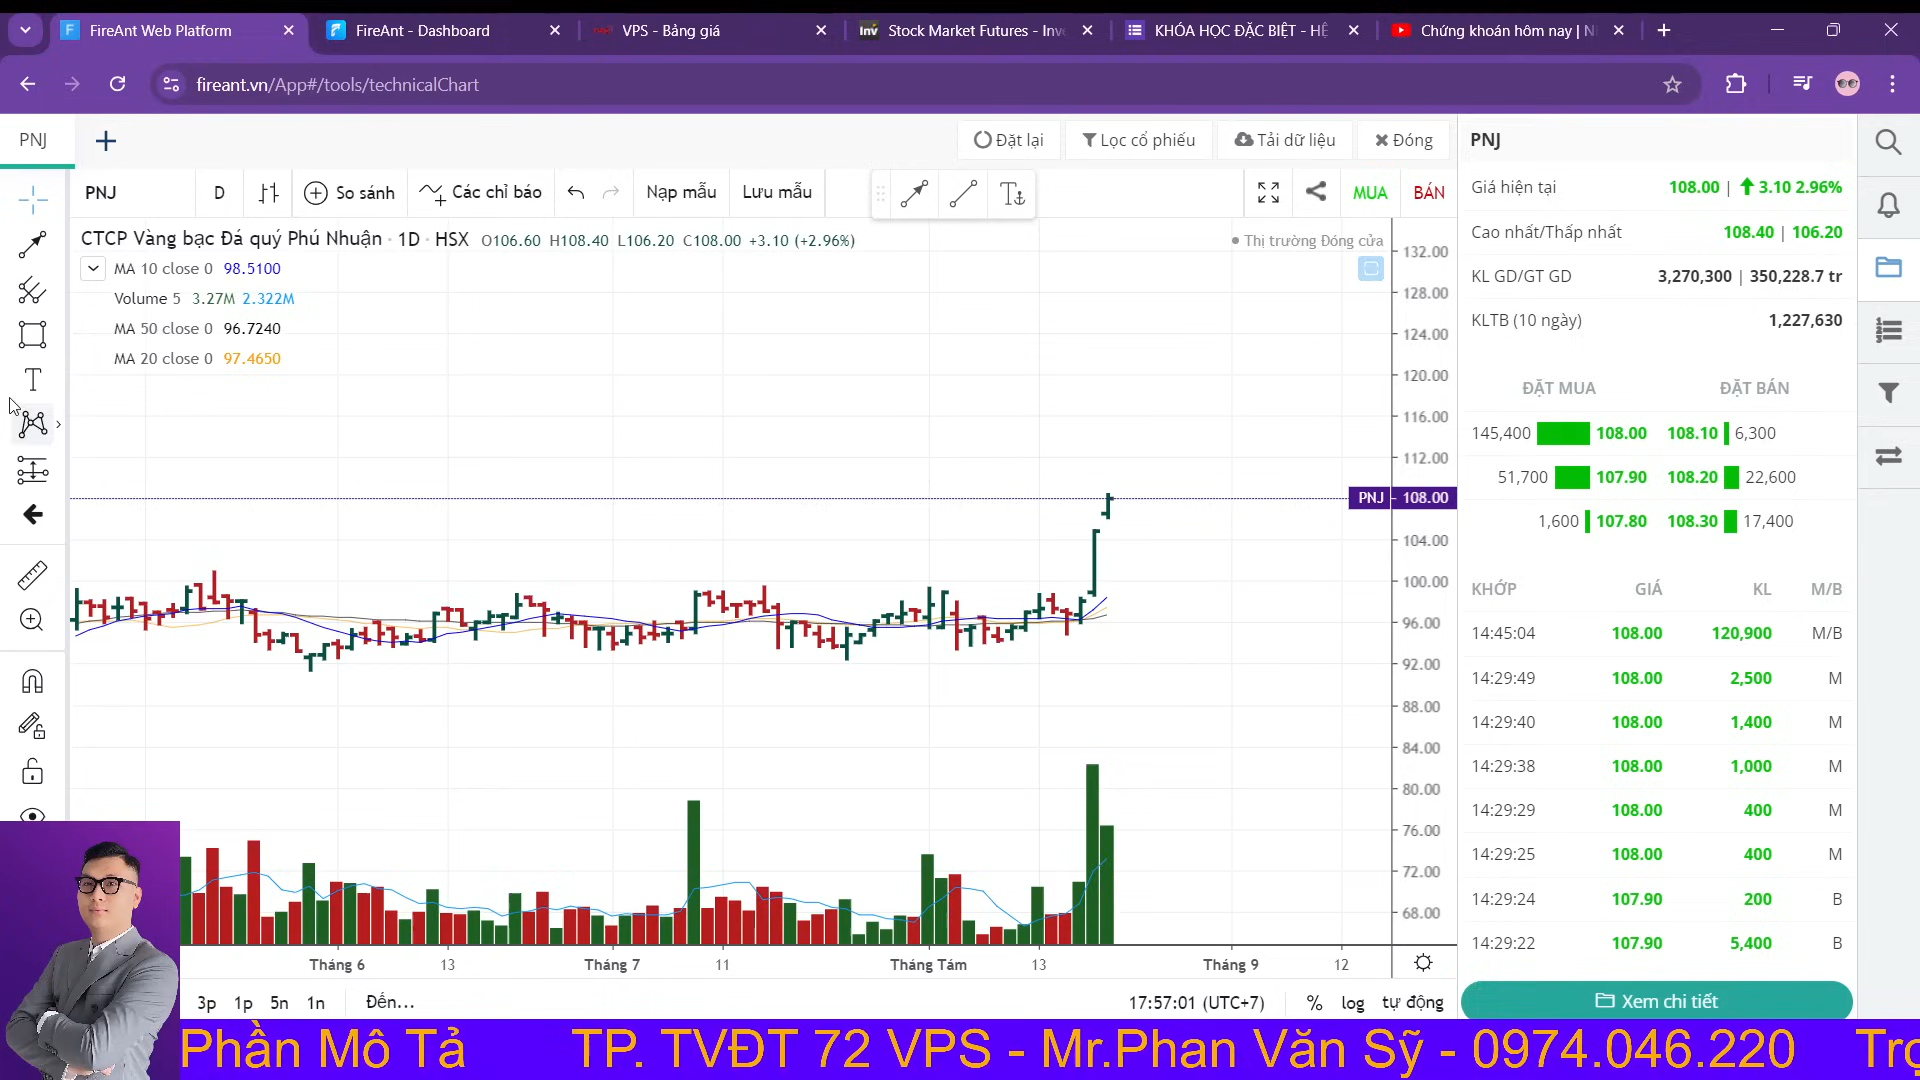 FireAnt Web Platform
FireAnt - Dashboard
VPS - Bảng giá
Inv Stock Market Futures - Inve
KHÓA HỌC ĐẶC BIỆT - HỆ
Chứng khoán hôm nay | N
fireant.vn/App#/tools/technicalChart
PNJ
Đặt lại
Lọc cổ phiếu
Tải dữ liệu
Đóng
PNJ D So sánh Các chỉ báo Nạp mẫu Lưu mẫu MUA BÁN
CTCP Vàng bạc Đá quý Phú Nhuận · 1D · HSX O106.60 H108.40 L106.20 C108.00 +3.10 (+2.96%)
Thị trường Đóng cửa
MA 10 close 0 98.5100
Volume 5 3.27M 2.322M
MA 50 close 0 96.7240
MA 20 close 0 97.4650
132.00
128.00
124.00
120.00
116.00
112.00
PNJ 108.00
104.00
100.00
96.00
92.00
88.00
84.00
80.00
76.00
72.00
68.00
Tháng 6 13 Tháng 7 11 Tháng Tám 13 Tháng 9 12
3p 1p 5n 1n Đến... 17:57:01 (UTC+7) % log tự động
PNJ
Giá hiện tại 108.00 | 3.10 2.96%
Cao nhất/Thấp nhất 108.40 | 106.20
KL GD/GT GD 3,270,300 | 350,228.7 tr
KLTB (10 ngày) 1,227,630
ĐẶT MUA ĐẶT BÁN
145,400 108.00 108.10 6,300
51,700 107.90 108.20 22,600
1,600 107.80 108.30 17,400
KHỚP GIÁ KL M/B
14:45:04 108.00 120,900 M/B
14:29:49 108.00 2,500 M
14:29:40 108.00 1,400 M
14:29:38 108.00 1,000 M
14:29:29 108.00 400 M
14:29:25 108.00 400 M
14:29:24 107.90 200 B
14:29:22 107.90 5,400 B
Xem chi tiết
Phần Mô Tả TP. TVĐT 72 VPS - Mr.Phan Văn Sỹ - 0974.046.220